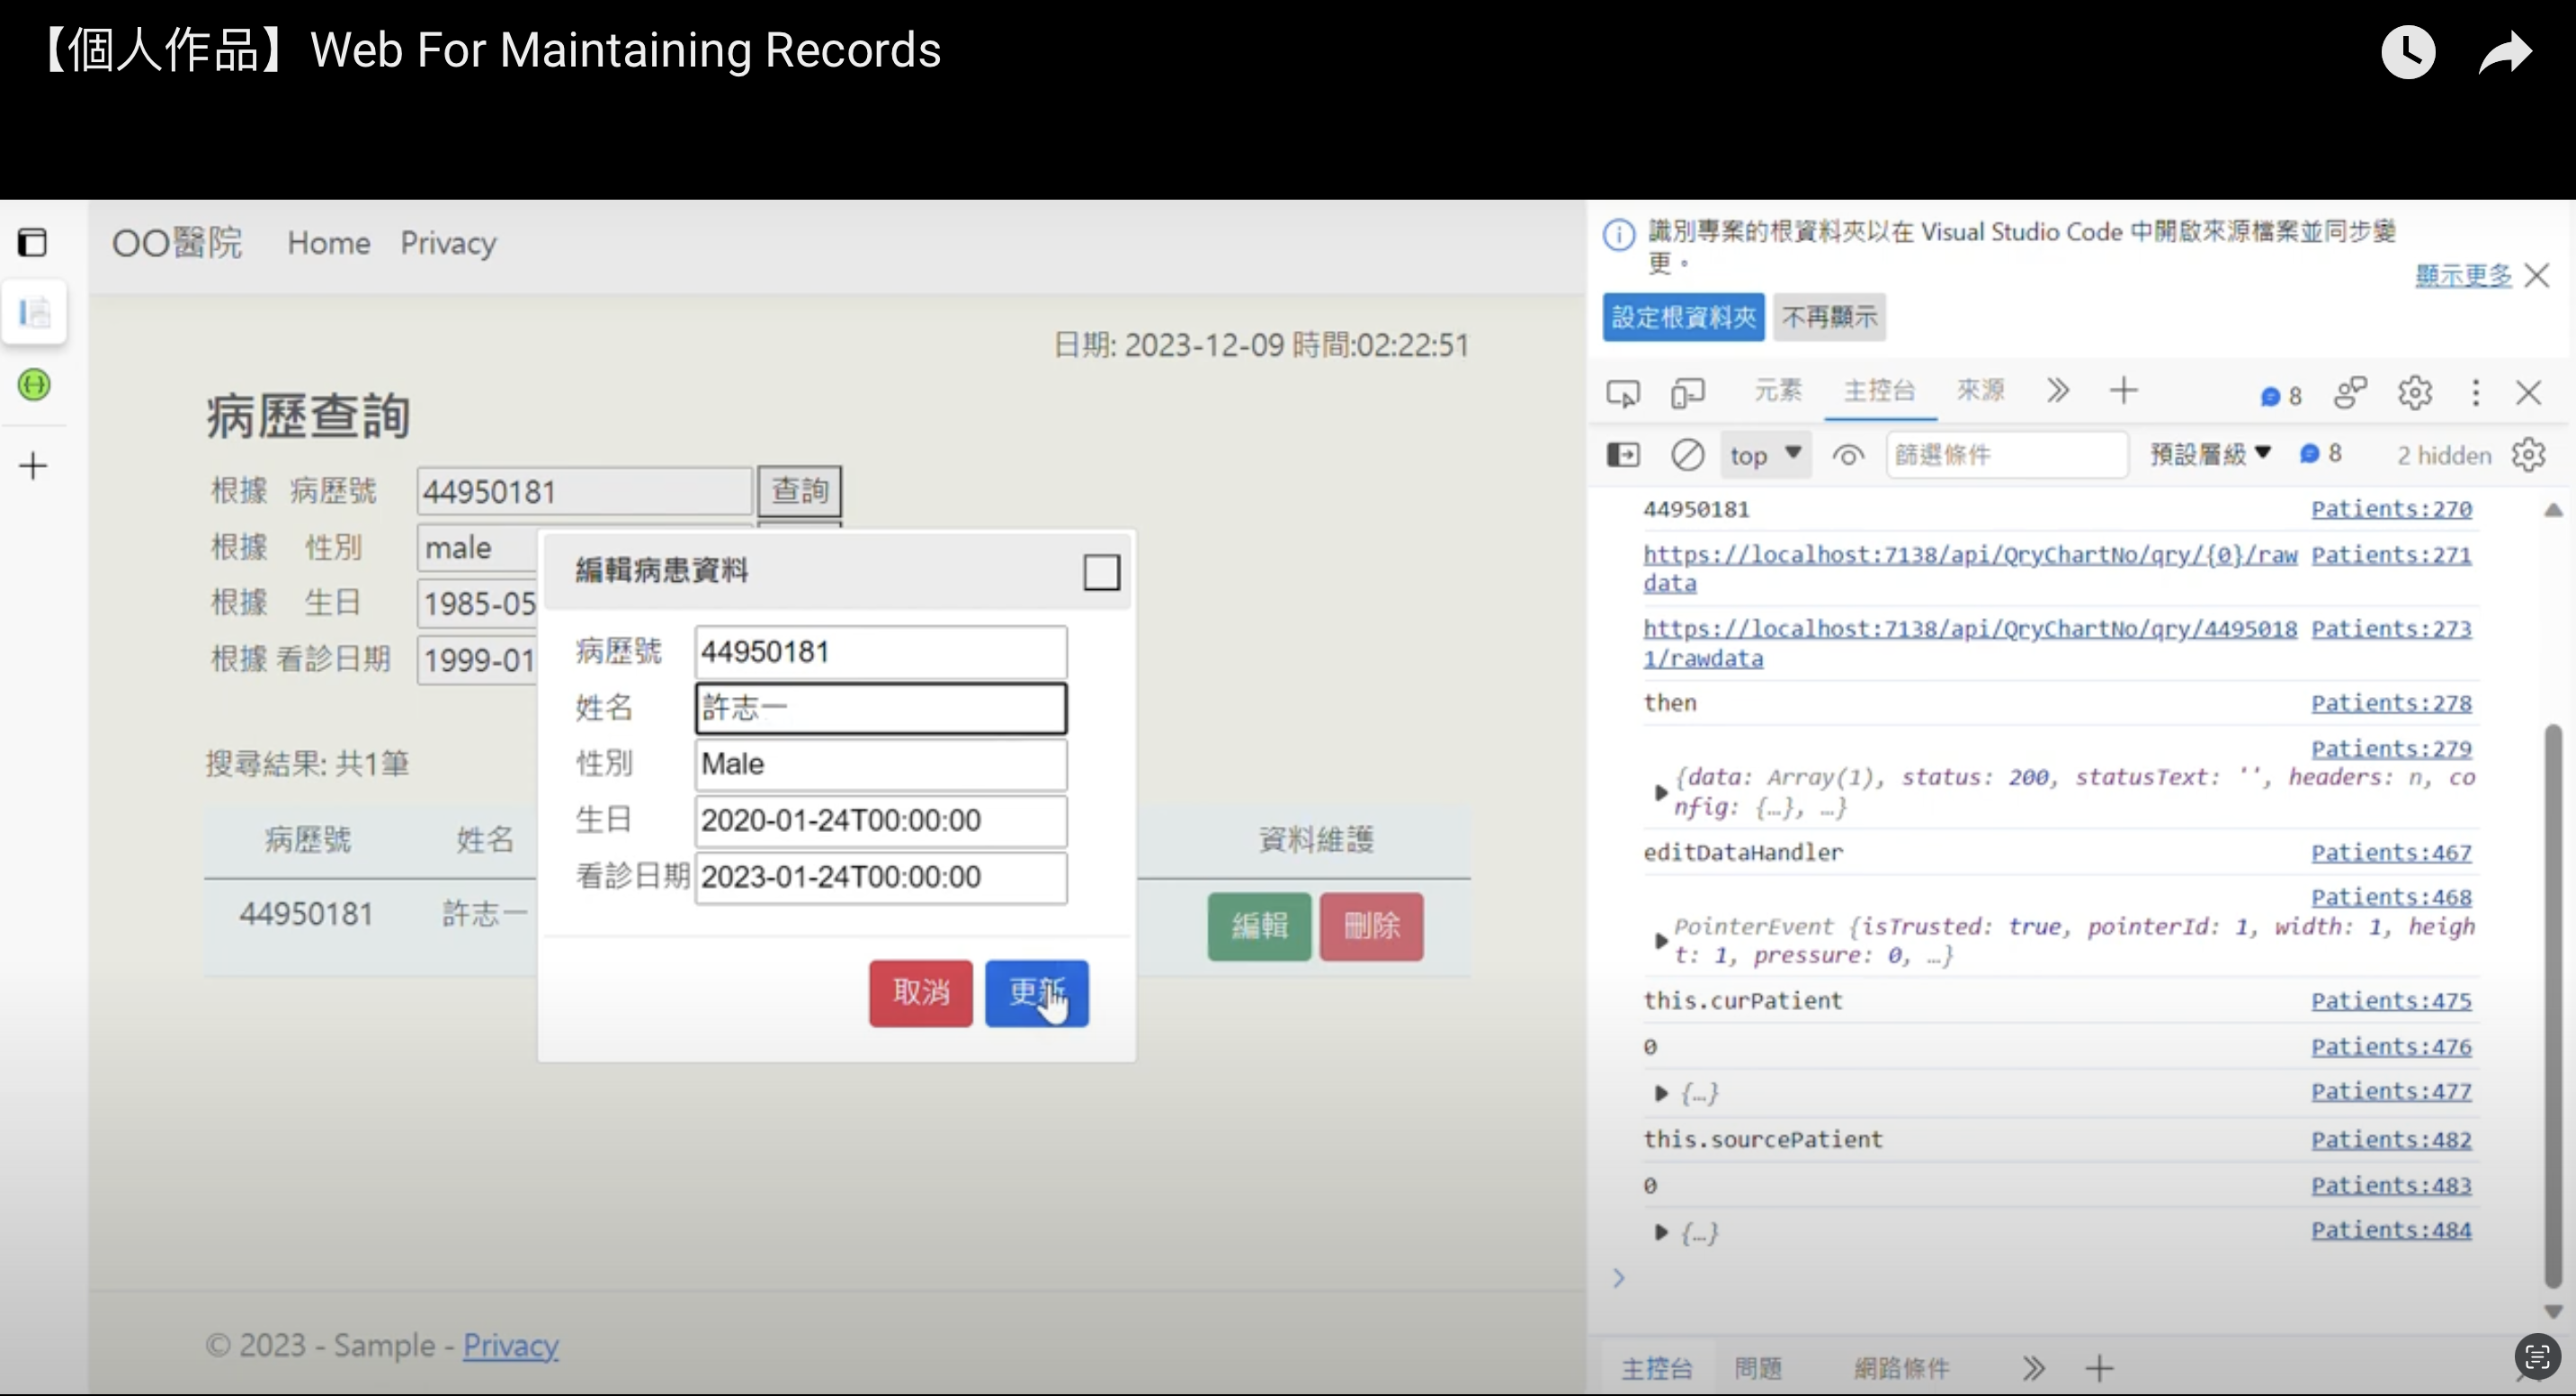 【個人作品】Web For Maintaining Records
OO醫院 Home Privacy
日期: 2023-12-09 時間:02:22:51
病歷查詢
根據 病歷號 44950181 查詢
根據 性別 male
根據 生日 1985-05
根據 看診日期 1999-01
搜尋結果: 共1筆
病歷號 姓名 資料維護
44950181 許志一 編輯 刪除
編輯病患資料
病歷號 44950181
姓名 許志一
性別 Male
生日 2020-01-24T00:00:00
看診日期 2023-01-24T00:00:00
取消 更新
© 2023 - Sample - Privacy
識別專案的根資料夾以在 Visual Studio Code 中開啟來源檔案並同步變
更。
顯示更多
設定根資料夾 不再顯示
元素 主控台 來源 8
top 篩選條件 預設層級 8 2 hidden
44950181 Patients:270
https://localhost:7138/api/QryChartNo/qry/{0}/raw Patients:271
data
https://localhost:7138/api/QryChartNo/qry/4495018 Patients:273
1/rawdata
then Patients:278
Patients:279
{data: Array(1), status: 200, statusText: '', headers: n, co
nfig: {…}, …}
editDataHandler Patients:467
Patients:468
PointerEvent {isTrusted: true, pointerId: 1, width: 1, heigh
t: 1, pressure: 0, …}
this.curPatient Patients:475
0 Patients:476
{…} Patients:477
this.sourcePatient Patients:482
0 Patients:483
{…} Patients:484
主控台 問題 網路條件